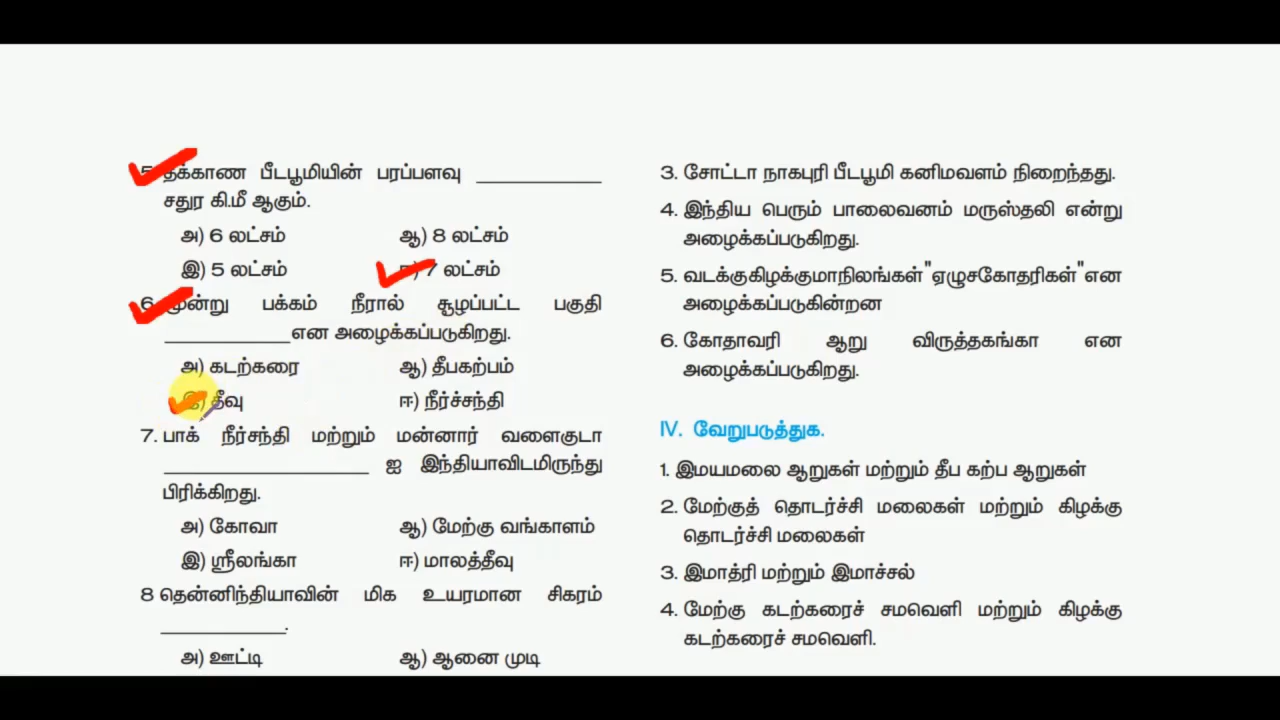 5. தக்காண பீடபூமியின் பரப்பளவு ____________
சதுர கி.மீ ஆகும்.
அ) 6 லட்சம் ஆ) 8 லட்சம்
இ) 5 லட்சம் ஈ) 7 லட்சம்
6. மூன்று பக்கம் நீரால் சூழப்பட்ட பகுதி
____________என அழைக்கப்படுகிறது.
அ) கடற்கரை ஆ) தீபகற்பம்
இ) தீவு ஈ) நீர்ச்சந்தி
7. பாக் நீர்சந்தி மற்றும் மன்னார் வளைகுடா
____________________ ஐ இந்தியாவிடமிருந்து
பிரிக்கிறது.
அ) கோவா ஆ) மேற்கு வங்காளம்
இ) ஸ்ரீலங்கா ஈ) மாலத்தீவு
8 தென்னிந்தியாவின் மிக உயரமான சிகரம்
____________.
அ) ஊட்டி ஆ) ஆனை முடி
3. சோட்டா நாகபுரி பீடபூமி கனிமவளம் நிறைந்தது.
4. இந்திய பெரும் பாலைவனம் மருஸ்தலி என்று
அழைக்கப்படுகிறது.
5. வடக்குகிழக்குமாநிலங்கள்"ஏழுசகோதரிகள்"என
அழைக்கப்படுகின்றன
6. கோதாவரி ஆறு விருத்தகங்கா என
அழைக்கப்படுகிறது.
IV. வேறுபடுத்துக.
1. இமயமலை ஆறுகள் மற்றும் தீப கற்ப ஆறுகள்
2. மேற்குத் தொடர்ச்சி மலைகள் மற்றும் கிழக்கு
தொடர்ச்சி மலைகள்
3. இமாத்ரி மற்றும் இமாச்சல்
4. மேற்கு கடற்கரைச் சமவெளி மற்றும் கிழக்கு
கடற்கரைச் சமவெளி.